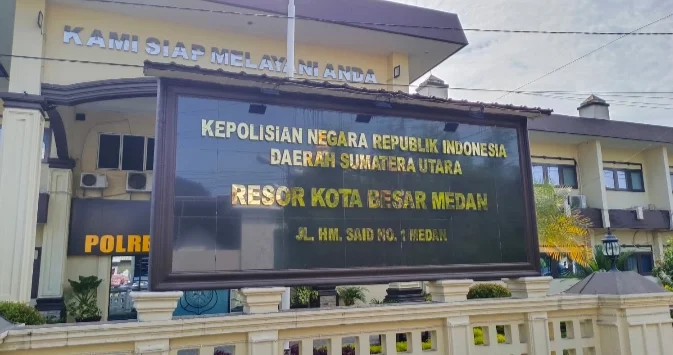 KAMI SIAP MELAYANI ANDA
KEPOLISIAN NEGARA REPUBLIK INDONESIA
DAERAH SUMATERA UTARA
RESOR KOTA BESAR MEDAN
JL. HM. SAID NO. 1 MEDAN
POLRE